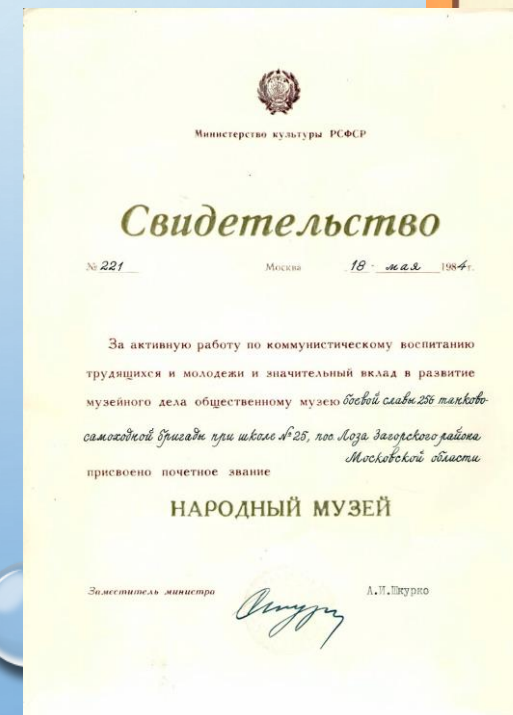 Министерство культуры РСФСР
Свидетельство
№ 221 Москва 18 - мая 1984 г.
За активную работу по коммунистическому воспитанию
трудящихся и молодежи и значительный вклад в развитие
музейного дела общественному музею боевой славы 256 танково-
самоходной бригады при школе № 25, пос. Лоза Загорского района
Московской области
присвоено почетное звание
НАРОДНЫЙ МУЗЕЙ
Заместитель министра А.И.Шкурко